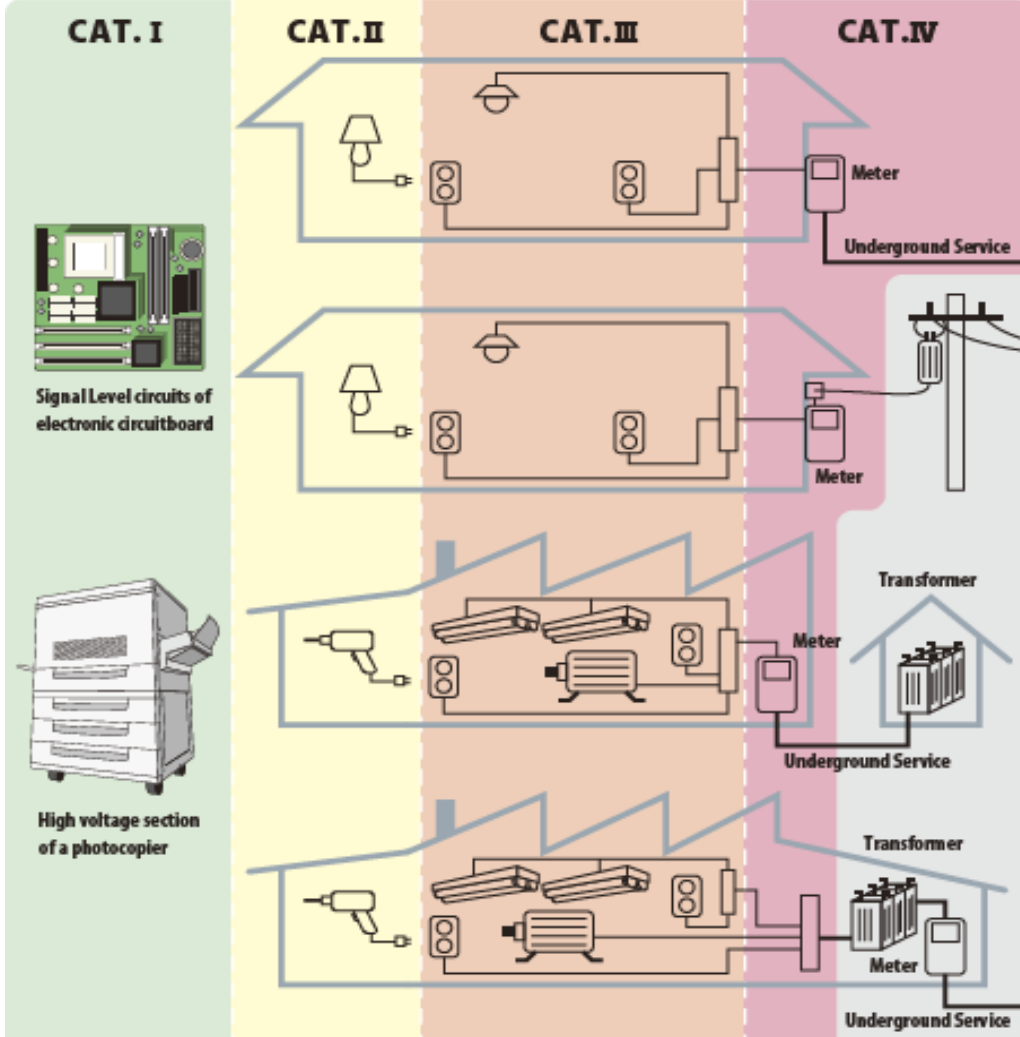 CAT. I
CAT.II
CAT.III
CAT.IV
Meter
Underground Service
Signal Level circuits of
electronic circuitboard
Meter
Transformer
Meter
Underground Service
High voltage section
of a photocopier
Transformer
Meter
Underground Service